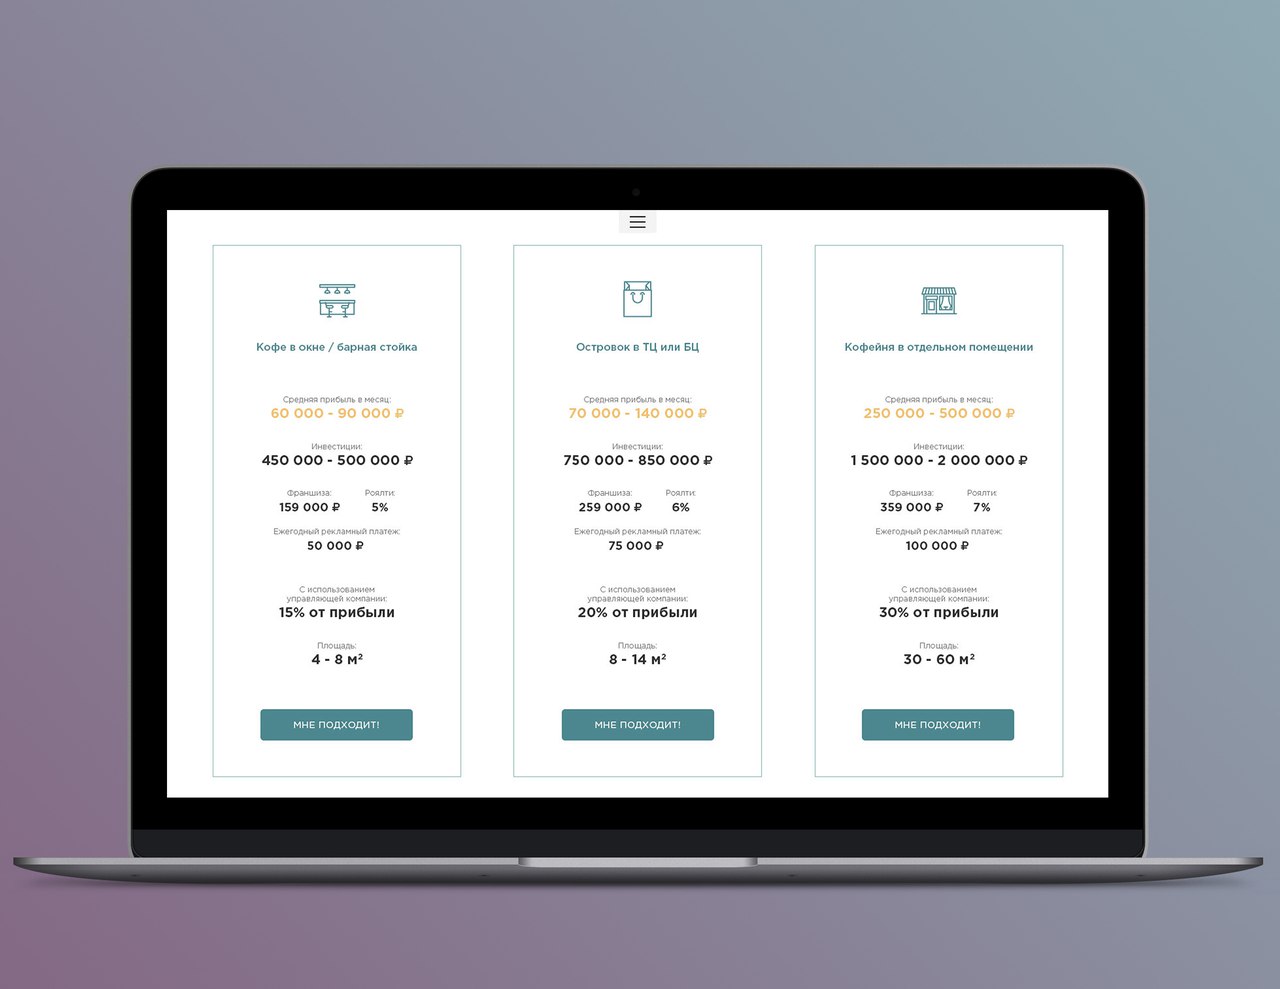 Кофе в окне / барная стойка
Средняя прибыль в месяц:
60 000 - 90 000 ₽
Инвестиции:
450 000 - 500 000 ₽
Франшиза: Роялти:
159 000 ₽ 5%
Ежегодный рекламный платеж:
50 000 ₽
С использованием
управляющей компании:
15% от прибыли
Площадь:
4 - 8 м²
МНЕ ПОДХОДИТ!
Островок в ТЦ или БЦ
Средняя прибыль в месяц:
70 000 - 140 000 ₽
Инвестиции:
750 000 - 850 000 ₽
Франшиза: Роялти:
259 000 ₽ 6%
Ежегодный рекламный платеж:
75 000 ₽
С использованием
управляющей компании:
20% от прибыли
Площадь:
8 - 14 м²
МНЕ ПОДХОДИТ!
Кофейня в отдельном помещении
Средняя прибыль в месяц:
250 000 - 500 000 ₽
Инвестиции:
1 500 000 - 2 000 000 ₽
Франшиза: Роялти:
359 000 ₽ 7%
Ежегодный рекламный платеж:
100 000 ₽
С использованием
управляющей компании:
30% от прибыли
Площадь:
30 - 60 м²
МНЕ ПОДХОДИТ!